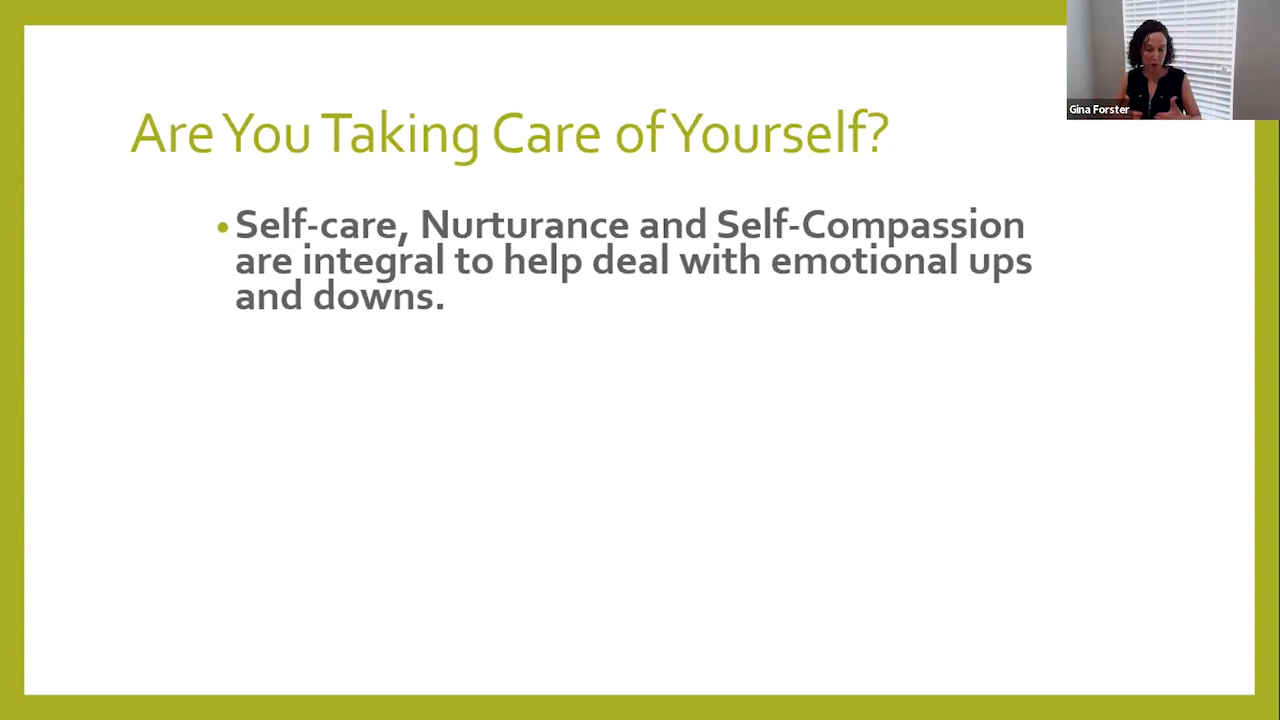 Gina Forster
Are You Taking Care of Yourself?
• Self-care, Nurturance and Self-Compassion
are integral to help deal with emotional ups
and downs.